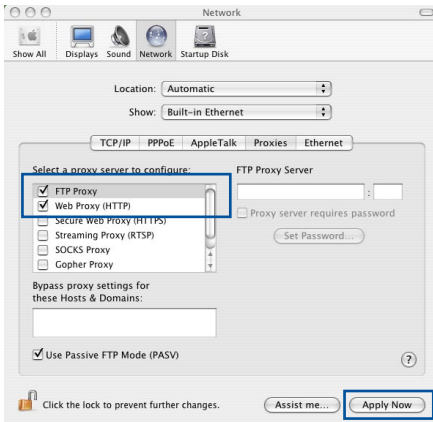 Network
Show All Displays Sound Network Startup Disk
Location: Automatic
Show: Built-in Ethernet
TCP/IP PPPoE AppleTalk Proxies Ethernet
Select a proxy server to configure:
FTP Proxy
Web Proxy (HTTP)
Secure Web Proxy (HTTPS)
Streaming Proxy (RTSP)
SOCKS Proxy
Gopher Proxy
FTP Proxy Server
:
Proxy server requires password
Set Password...
Bypass proxy settings for
these Hosts & Domains:
Use Passive FTP Mode (PASV)
?
Click the lock to prevent further changes.
Assist me... Apply Now